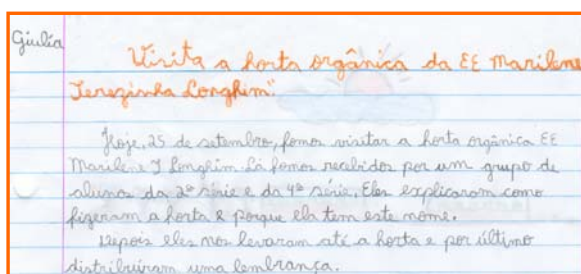 Giulia
Visita a horta orgânica da EE Marilene
Terezinha Longhim".
Hoje, 25 de setembro, fomos visitar a horta orgânica EE
Marilene T Longhim. Lá fomos recebidos por um grupo de
alunos da 2ª série e da 4ª série. Eles explicaram como
fizeram a horta e porque ela tem este nome.
Depois eles nos levaram até a horta e por último
distribuíram uma lembrança.